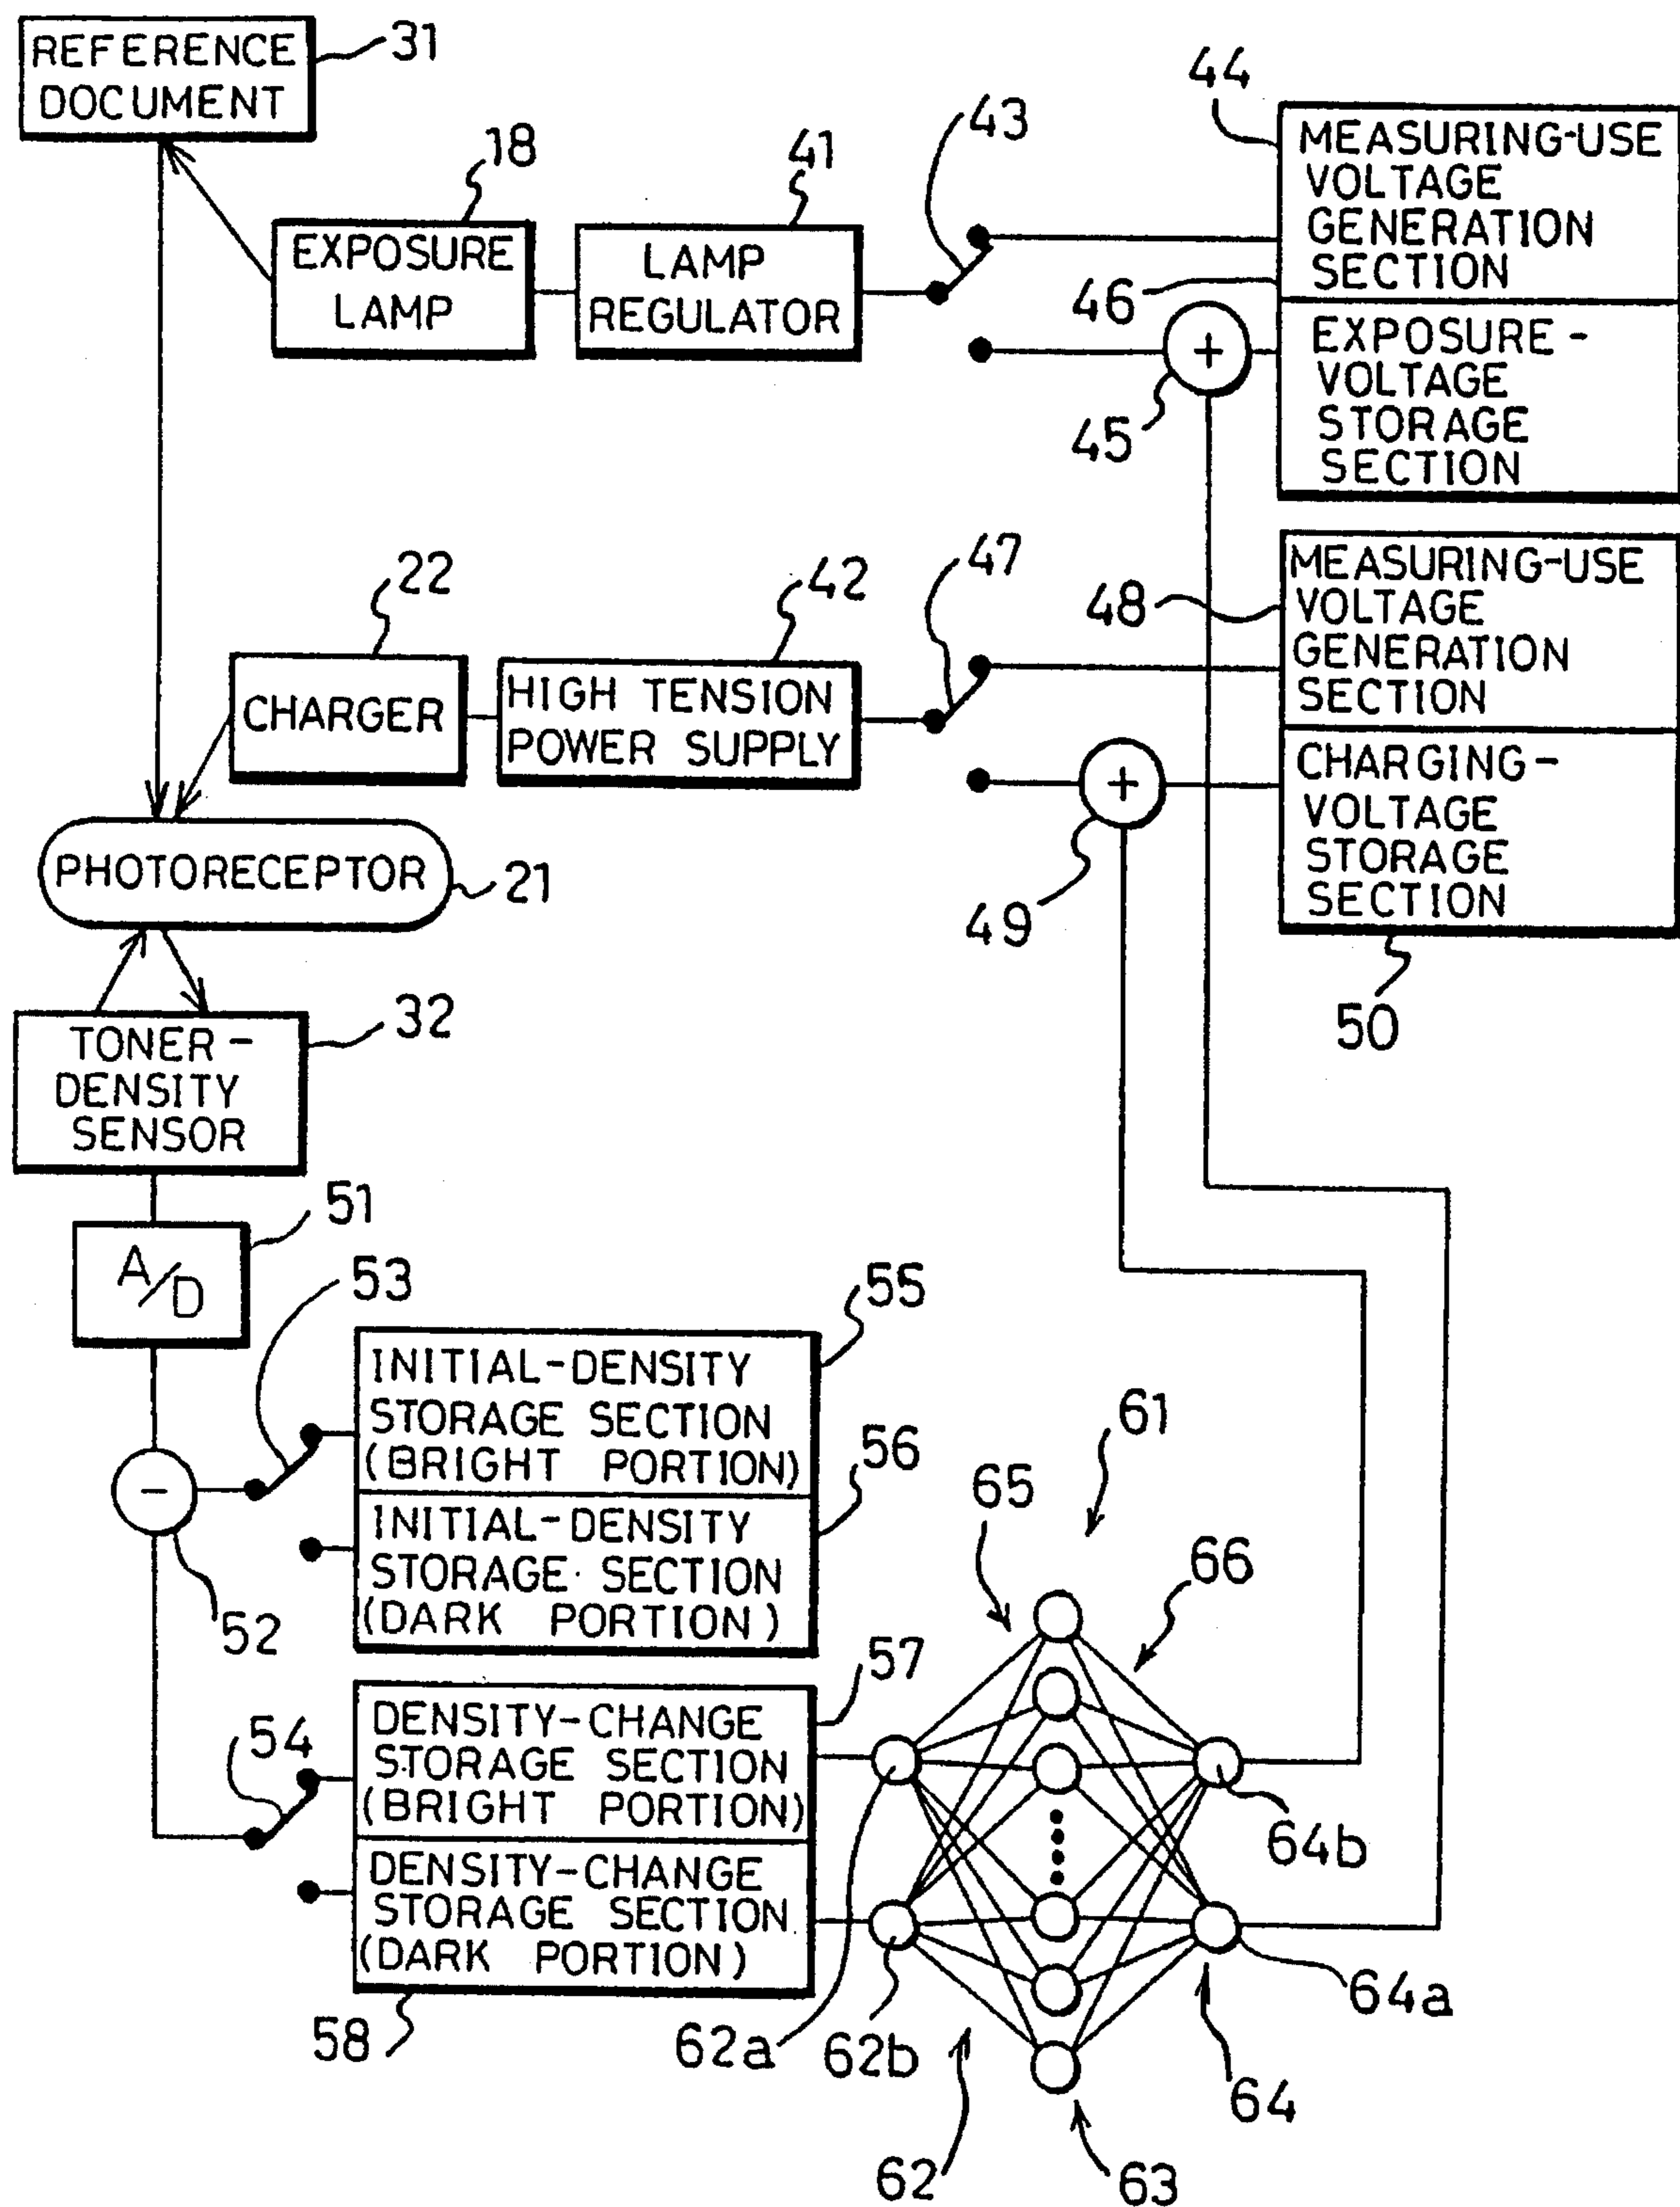 REFERENCE
DOCUMENT
31
18
EXPOSURE
LAMP
41
LAMP
REGULATOR
43
44
MEASURING-USE
VOLTAGE
GENERATION
SECTION
46
EXPOSURE-
VOLTAGE
STORAGE
SECTION
+
45
22
CHARGER
42
HIGH TENSION
POWER SUPPLY
47
48
MEASURING-USE
VOLTAGE
GENERATION
SECTION
CHARGING-
VOLTAGE
STORAGE
SECTION
+
49
50
PHOTORECEPTOR
21
TONER-
DENSITY
SENSOR
32
A/D
51
-
52
53
55
INITIAL-DENSITY
STORAGE SECTION
(BRIGHT PORTION)
56
INITIAL-DENSITY
STORAGE SECTION
(DARK PORTION)
57
54
DENSITY-CHANGE
STORAGE SECTION
(BRIGHT PORTION)
DENSITY-CHANGE
STORAGE SECTION
(DARK PORTION)
58
61
65
66
64b
64a
62a
62b
62
63
64